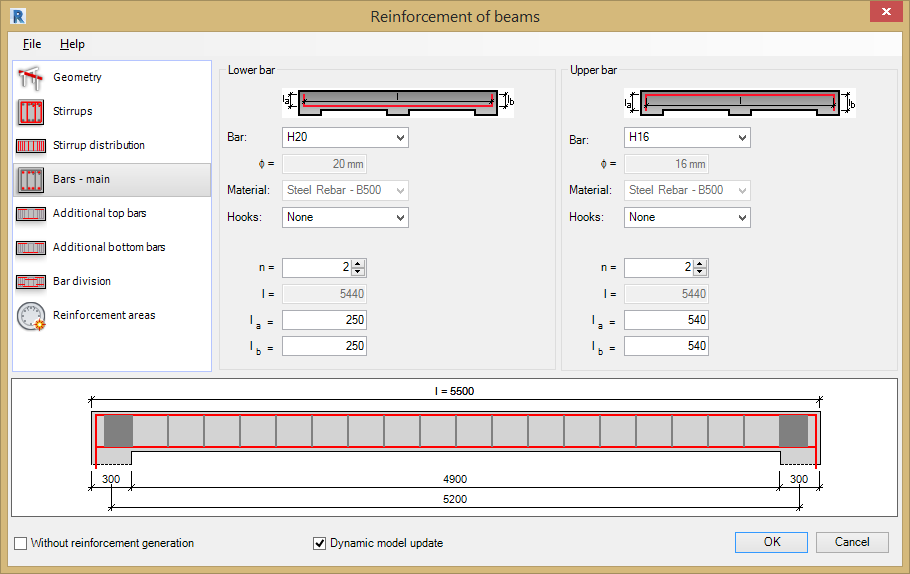 R
Reinforcement of beams
File Help
Geometry
Stirrups
Stirrup distribution
Bars - main
Additional top bars
Additional bottom bars
Bar division
Reinforcement areas
Lower bar
la l lb
Bar: H20
ϕ = 20 mm
Material: Steel Rebar - B500
Hooks: None
n = 2
l = 5440
l a = 250
l b = 250
Upper bar
la l lb
Bar: H16
ϕ = 16 mm
Material: Steel Rebar - B500
Hooks: None
n = 2
l = 5440
l a = 540
l b = 540
l = 5500
300 4900 300
5200
Without reinforcement generation
Dynamic model update
OK Cancel